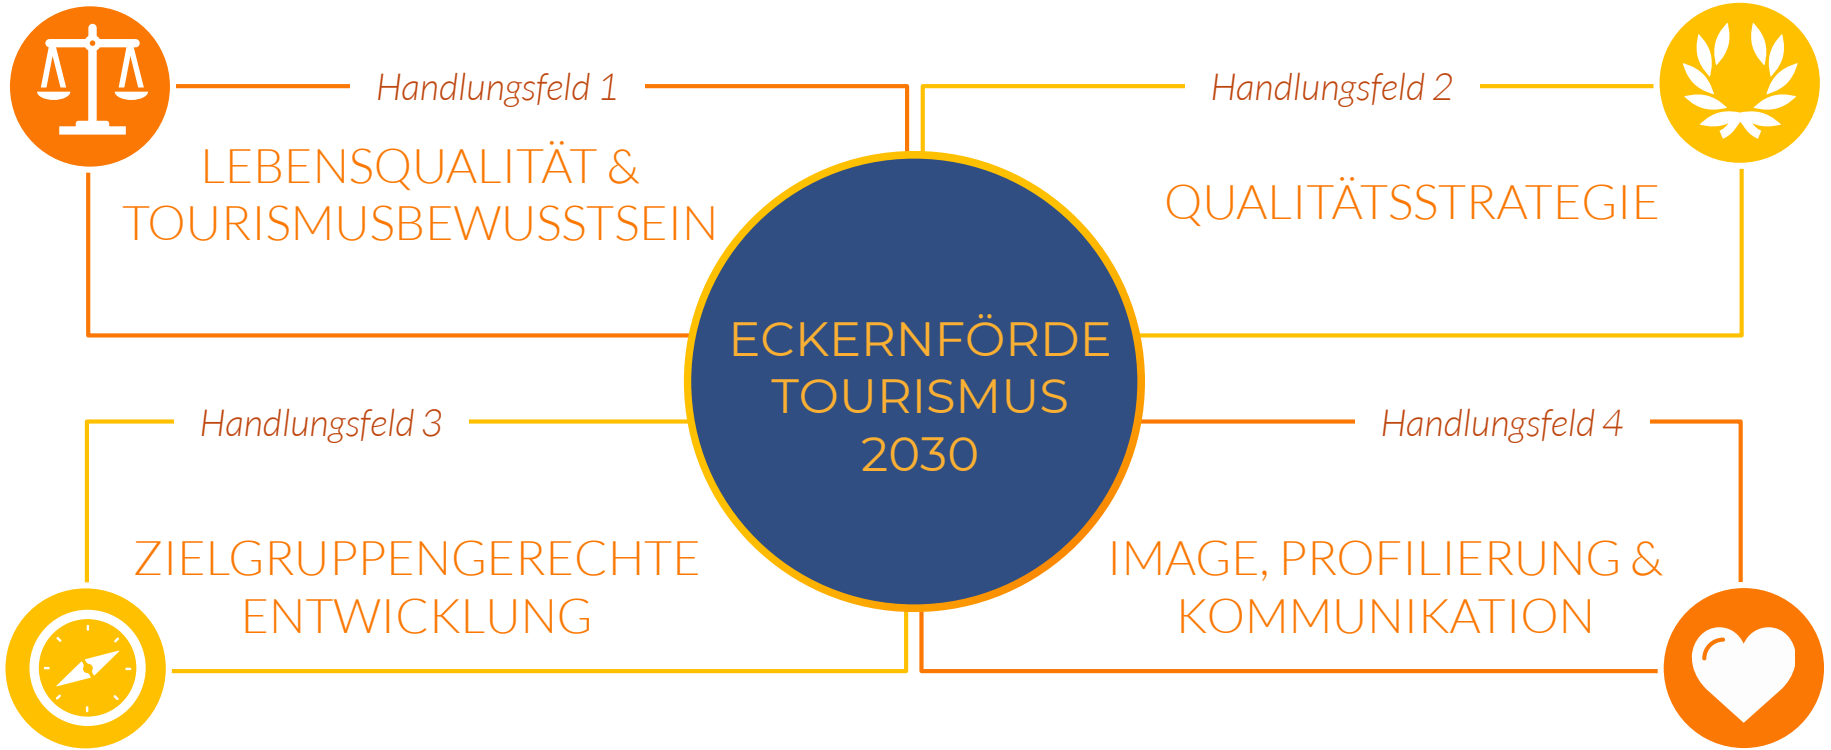 Handlungsfeld 1
LEBENSQUALITÄT &
TOURISMUSBEWUSSTSEIN
Handlungsfeld 2
QUALITÄTSSTRATEGIE
ECKERNFÖRDE
TOURISMUS
2030
Handlungsfeld 3
ZIELGRUPPENGERECHTE
ENTWICKLUNG
Handlungsfeld 4
IMAGE, PROFILIERUNG &
KOMMUNIKATION